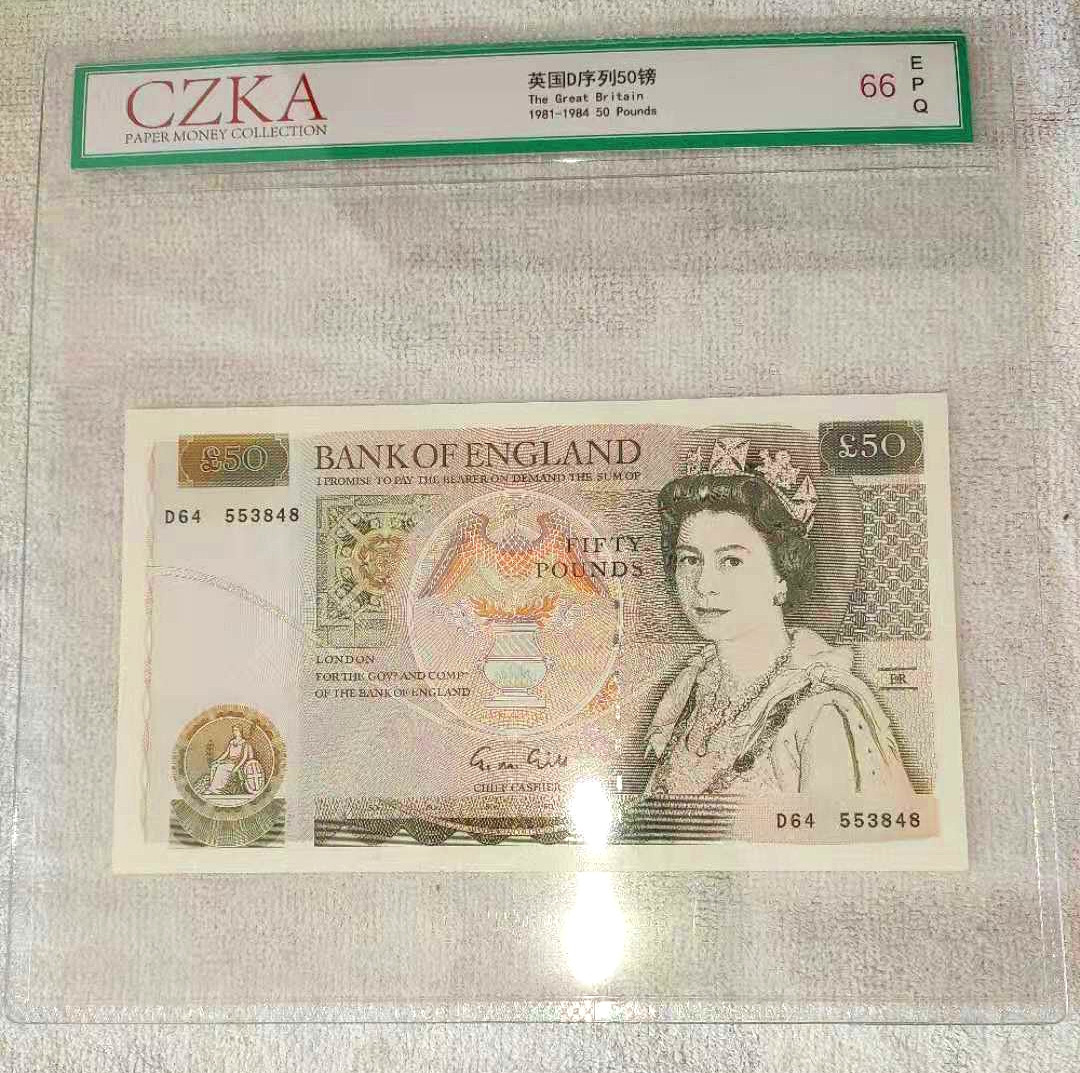 CZKA
PAPER MONEY COLLECTION
英国D序列50镑
The Great Britain
1981-1984 50 Pounds
66 EPQ
£50
BANK OF ENGLAND
£50
I PROMISE TO PAY THE BEARER ON DEMAND THE SUM OF
D64 553848
FIFTY
POUNDS
LONDON
FOR THE GOVR AND COMPA
OF THE BANK OF ENGLAND
CHIEF CASHIER
D64 553848